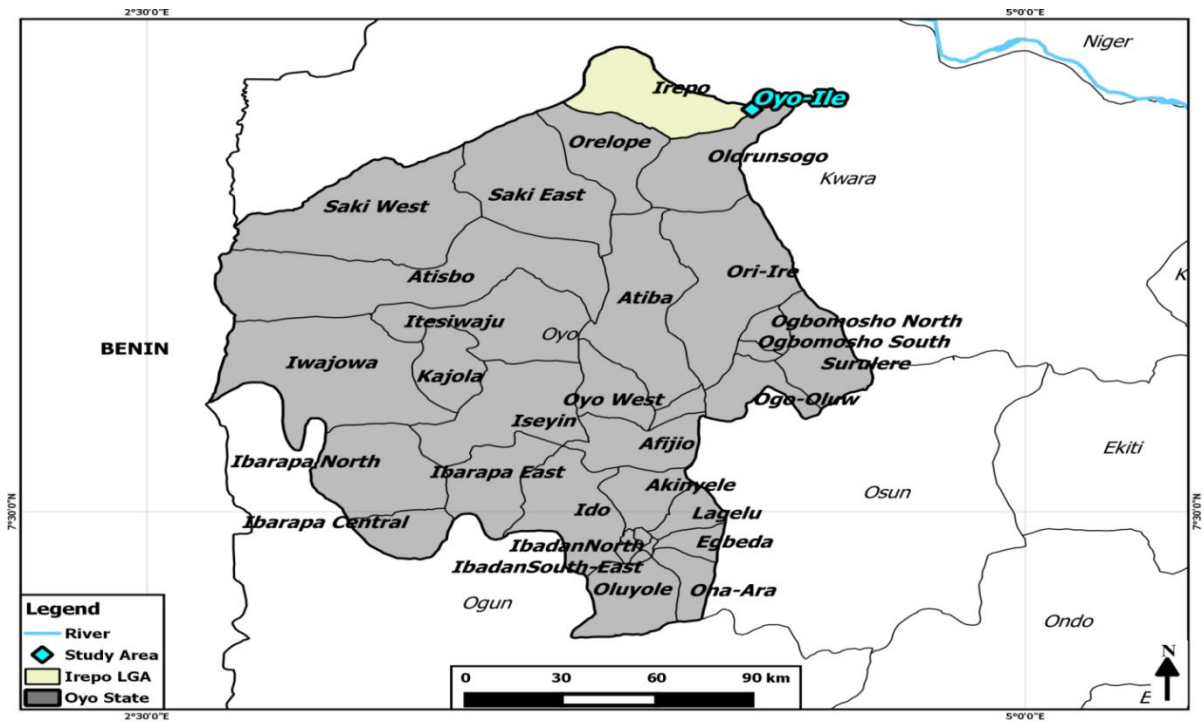 2°30'0"E
5°0'0"E
Niger
Irepo
Oyo-Ile
Orelope
Olorunsogo
Kwara
Saki East
Saki West
Ori-Ire
Atisbo
Atiba
K
Itesiwaju
Oyo
Ogbomosho North
Ogbomosho South
BENIN
Iwajowa
Surulere
Kajola
Oyo West
Ogo-Oluw
Iseyin
Afijio
Ekiti
Ibarapa North
Ibarapa East
Akinyele
Osun
7°30'0"N
Ido
Lagelu
7°30'0"N
Ibarapa Central
IbadanNorth
Egbeda
IbadanSouth-East
Oluyole
Ona-Ara
Ogun
Ondo
Legend
River
Study Area
Irepo LGA
Oyo State
0 30 60 90 km
N
E
2°30'0"E
5°0'0"E